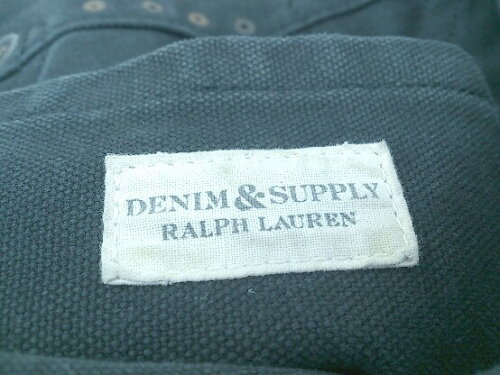 DENIM & SUPPLY
RALPH LAUREN